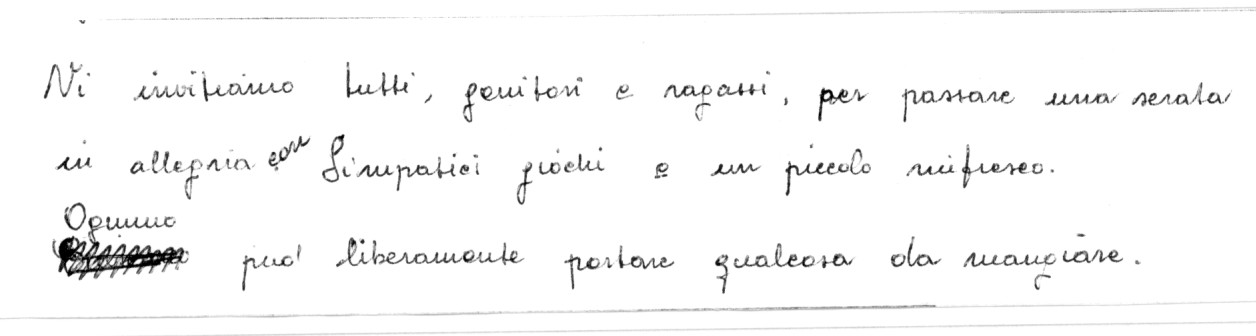 Vi invitiamo tutti, genitori e ragazzi, per passare una serata
in allegria con Simpatici giochi e un piccolo rinfresco.
Ognuno
può liberamente portare qualcosa da mangiare.